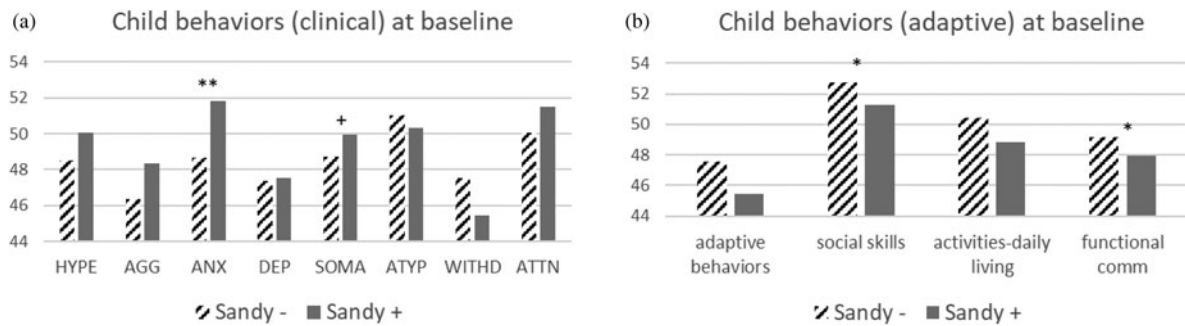 (a) Child behaviors (clinical) at baseline
54
52
50
48
46
44
**
+
HYPE AGG ANX DEP SOMA ATYP WITHD ATTN
Sandy - Sandy +
(b) Child behaviors (adaptive) at baseline
54
52
50
48
46
44
*
*
adaptive behaviors social skills activities-daily living functional comm
Sandy - Sandy +